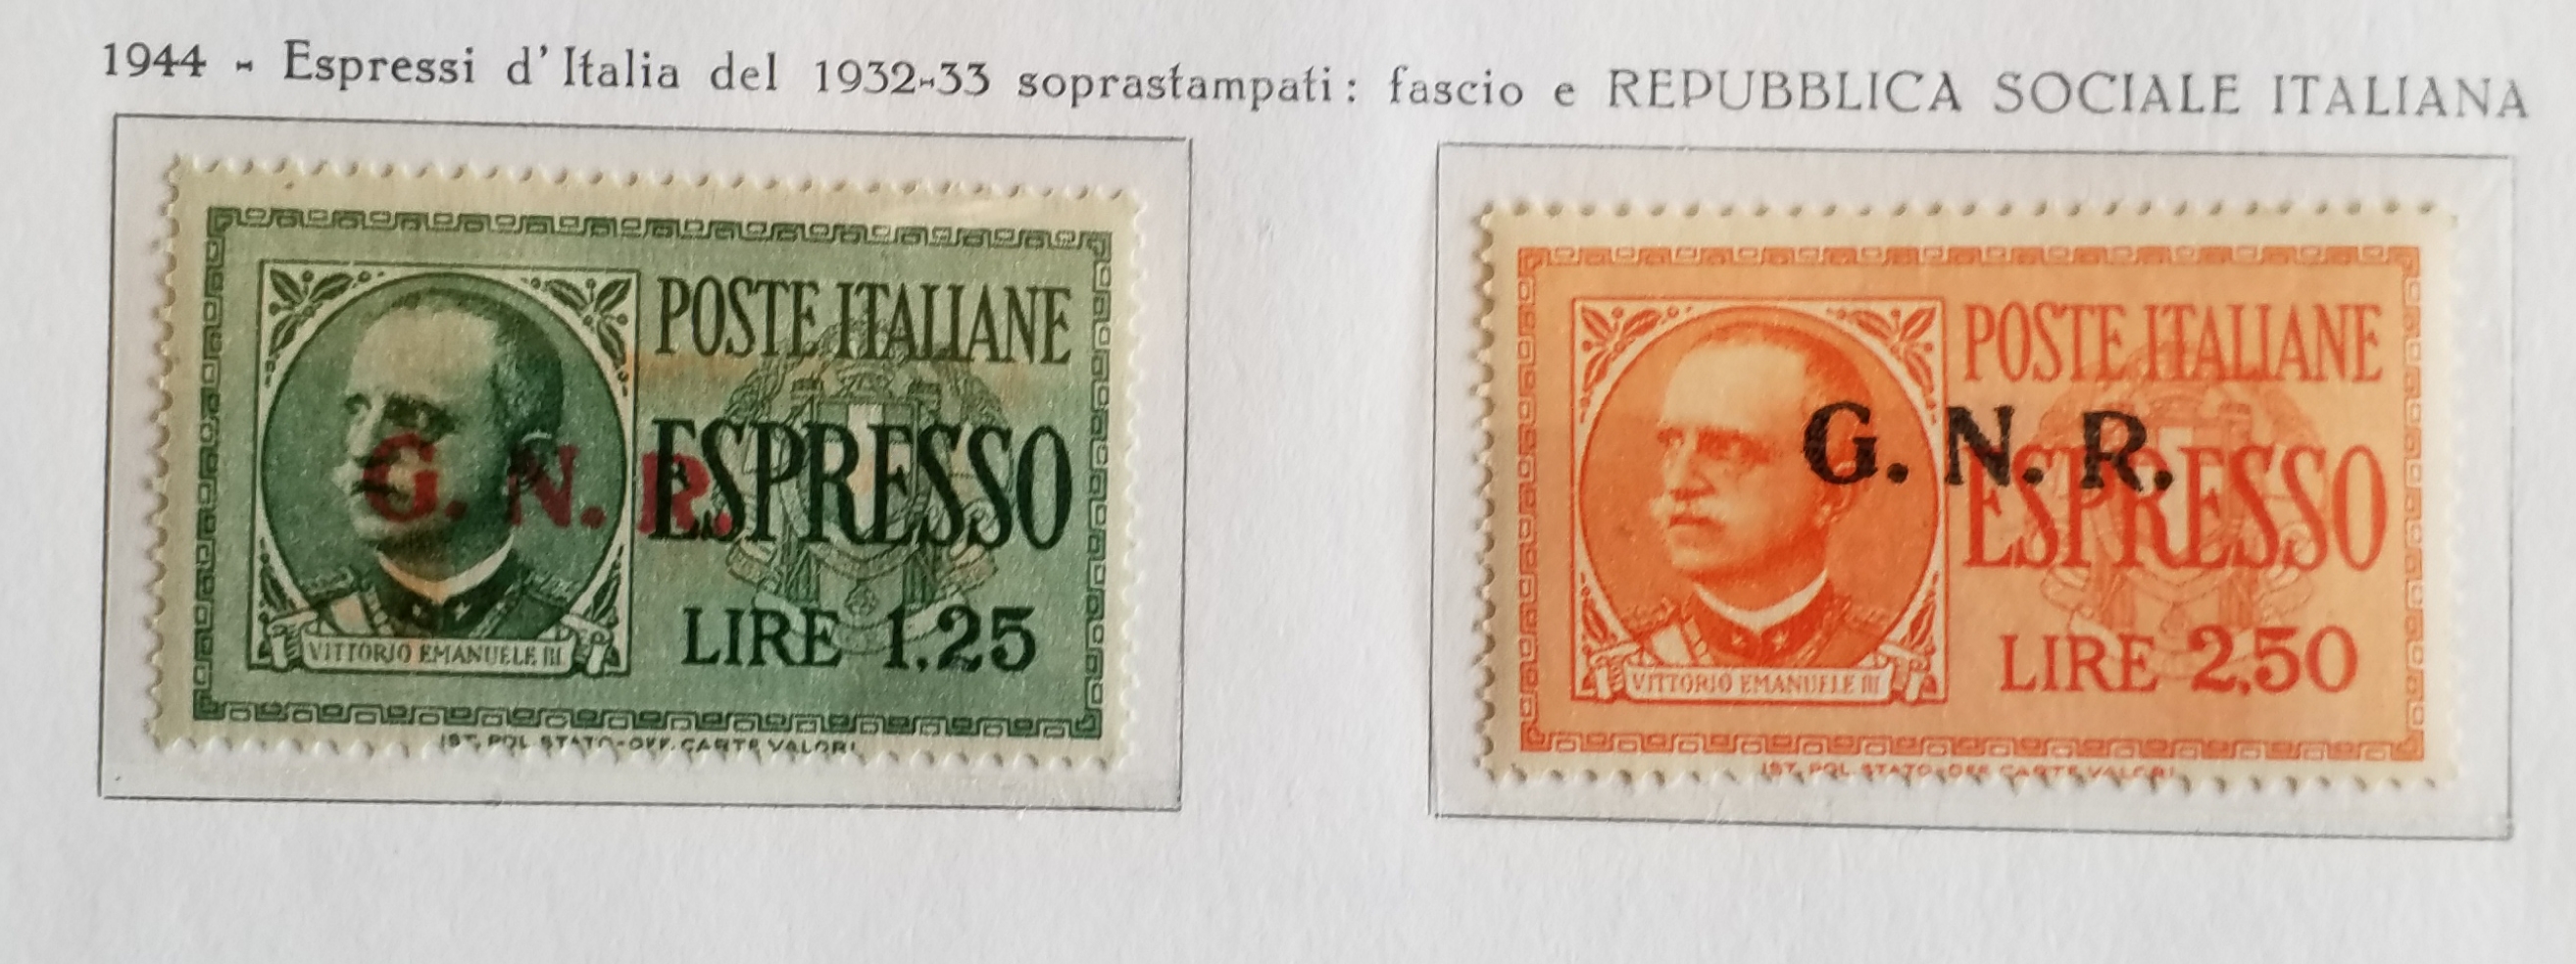 1944 - Espressi d'Italia del 1932-33 soprastampati: fascio e REPUBBLICA SOCIALE ITALIANA
POSTE ITALIANE
G. N. R.
ESPRESSO
LIRE 1.25
VITTORIO EMANUELE III
IST. POL. STATO-OFF. CARTE VALORI
POSTE ITALIANE
G. N. R.
ESPRESSO
LIRE 2,50
VITTORIO EMANUELE III
IST. POL. STATO-OFF. CARTE VALORI